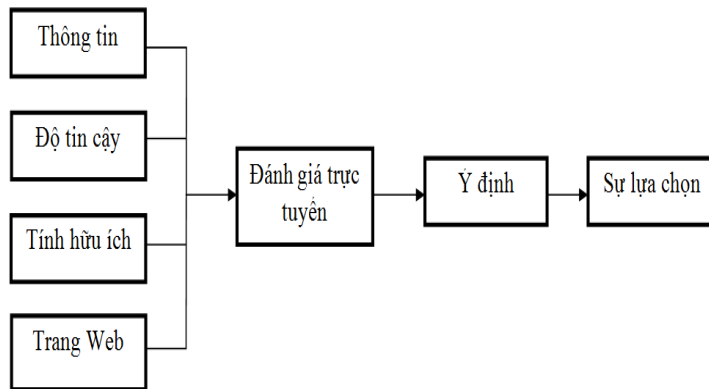 Thông tin
Độ tin cậy
Tính hữu ích
Trang Web
Đánh giá trực
tuyến
Ý định
Sự lựa chọn